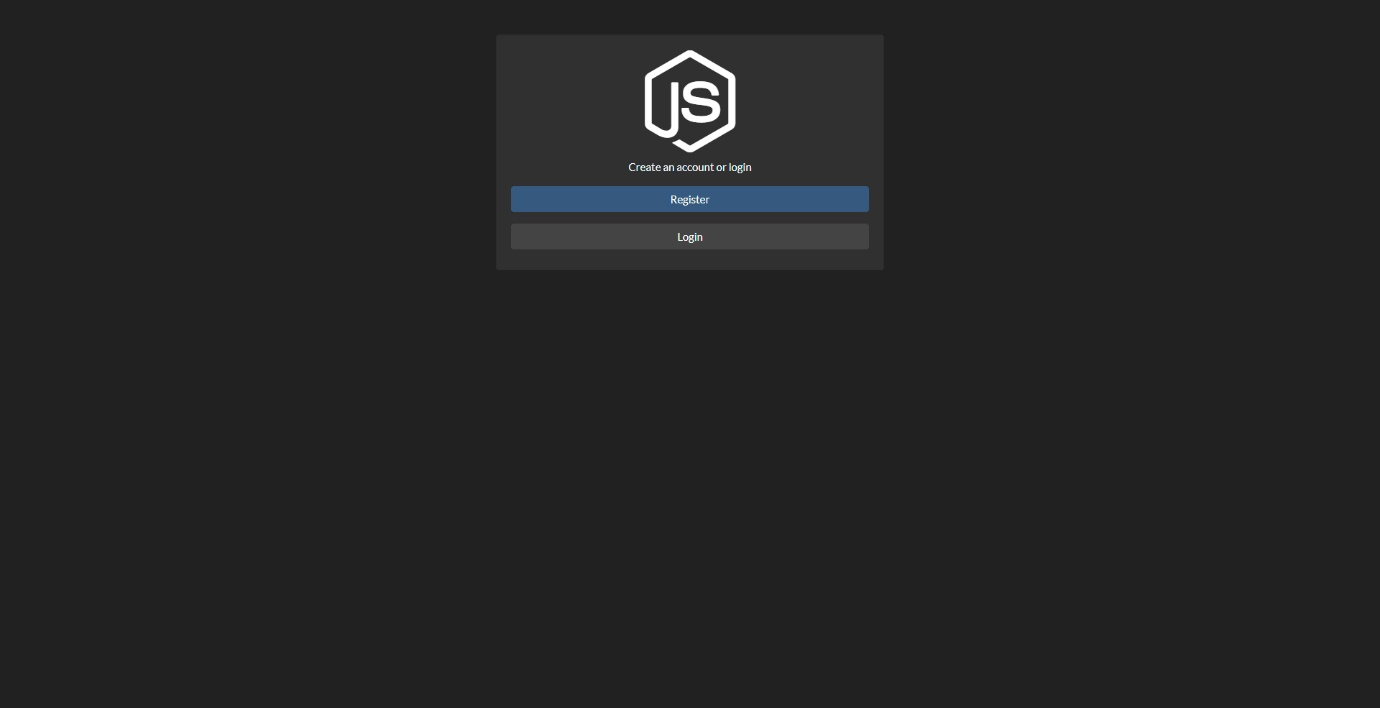 JS
Create an account or login
Register
Login